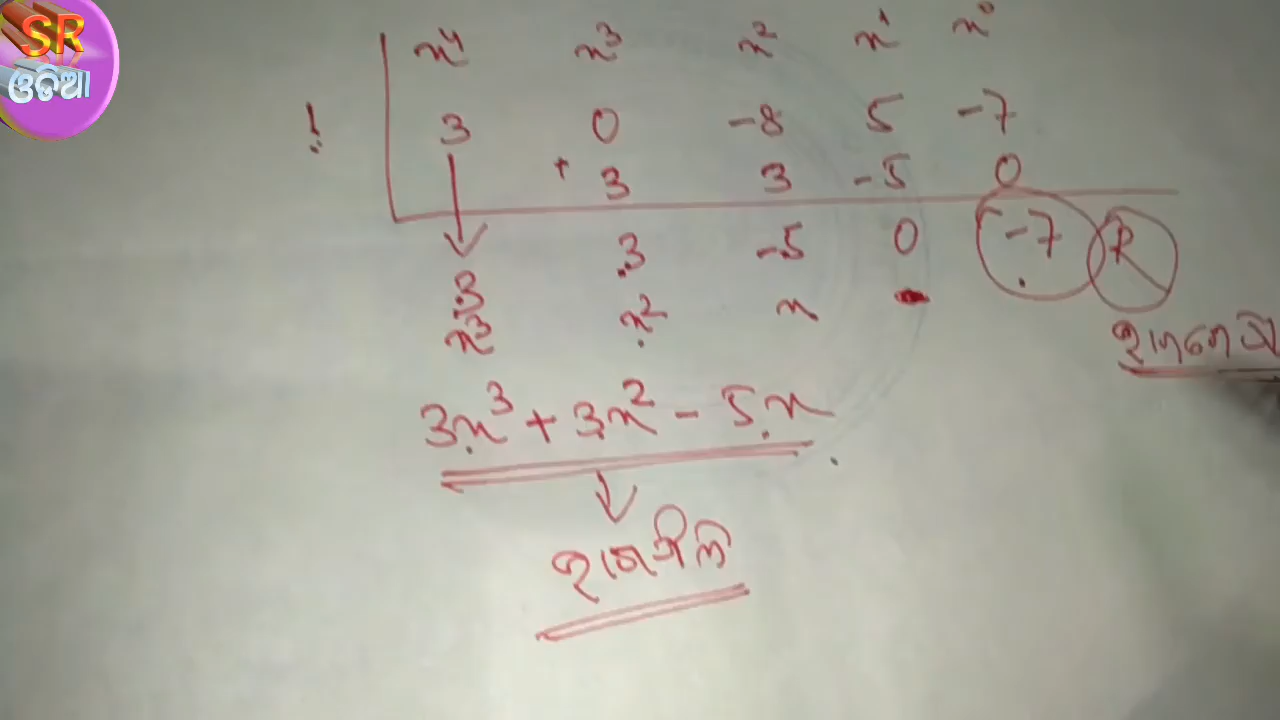 SR
ଓଡିଆ
x⁴ x³ x² x¹ x⁰
1 3 0 -8 5 -7
+ 3 3 -5 0
3 3 -5 0 -7 R
x³ x² x
3x³ + 3x² - 5x
ଭାଗଫଳ